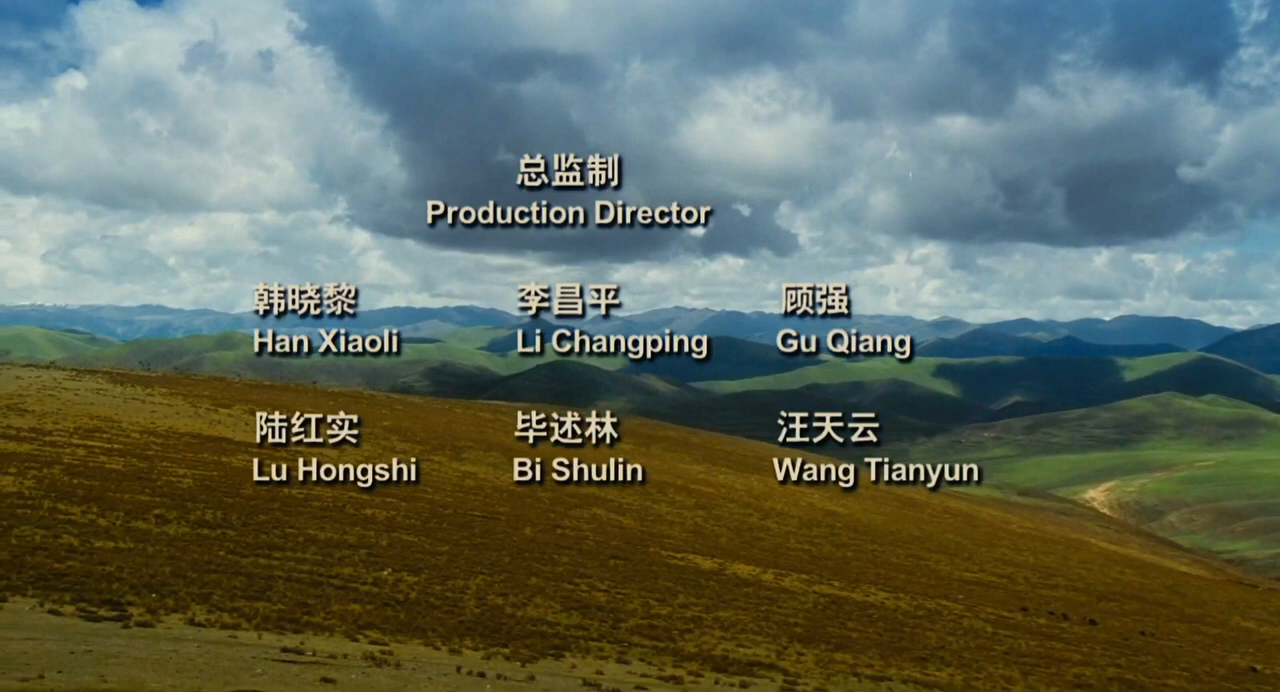 总监制
Production Director
韩晓黎 李昌平 顾强
Han Xiaoli Li Changping Gu Qiang
陆红实 毕述林 汪天云
Lu Hongshi Bi Shulin Wang Tianyun